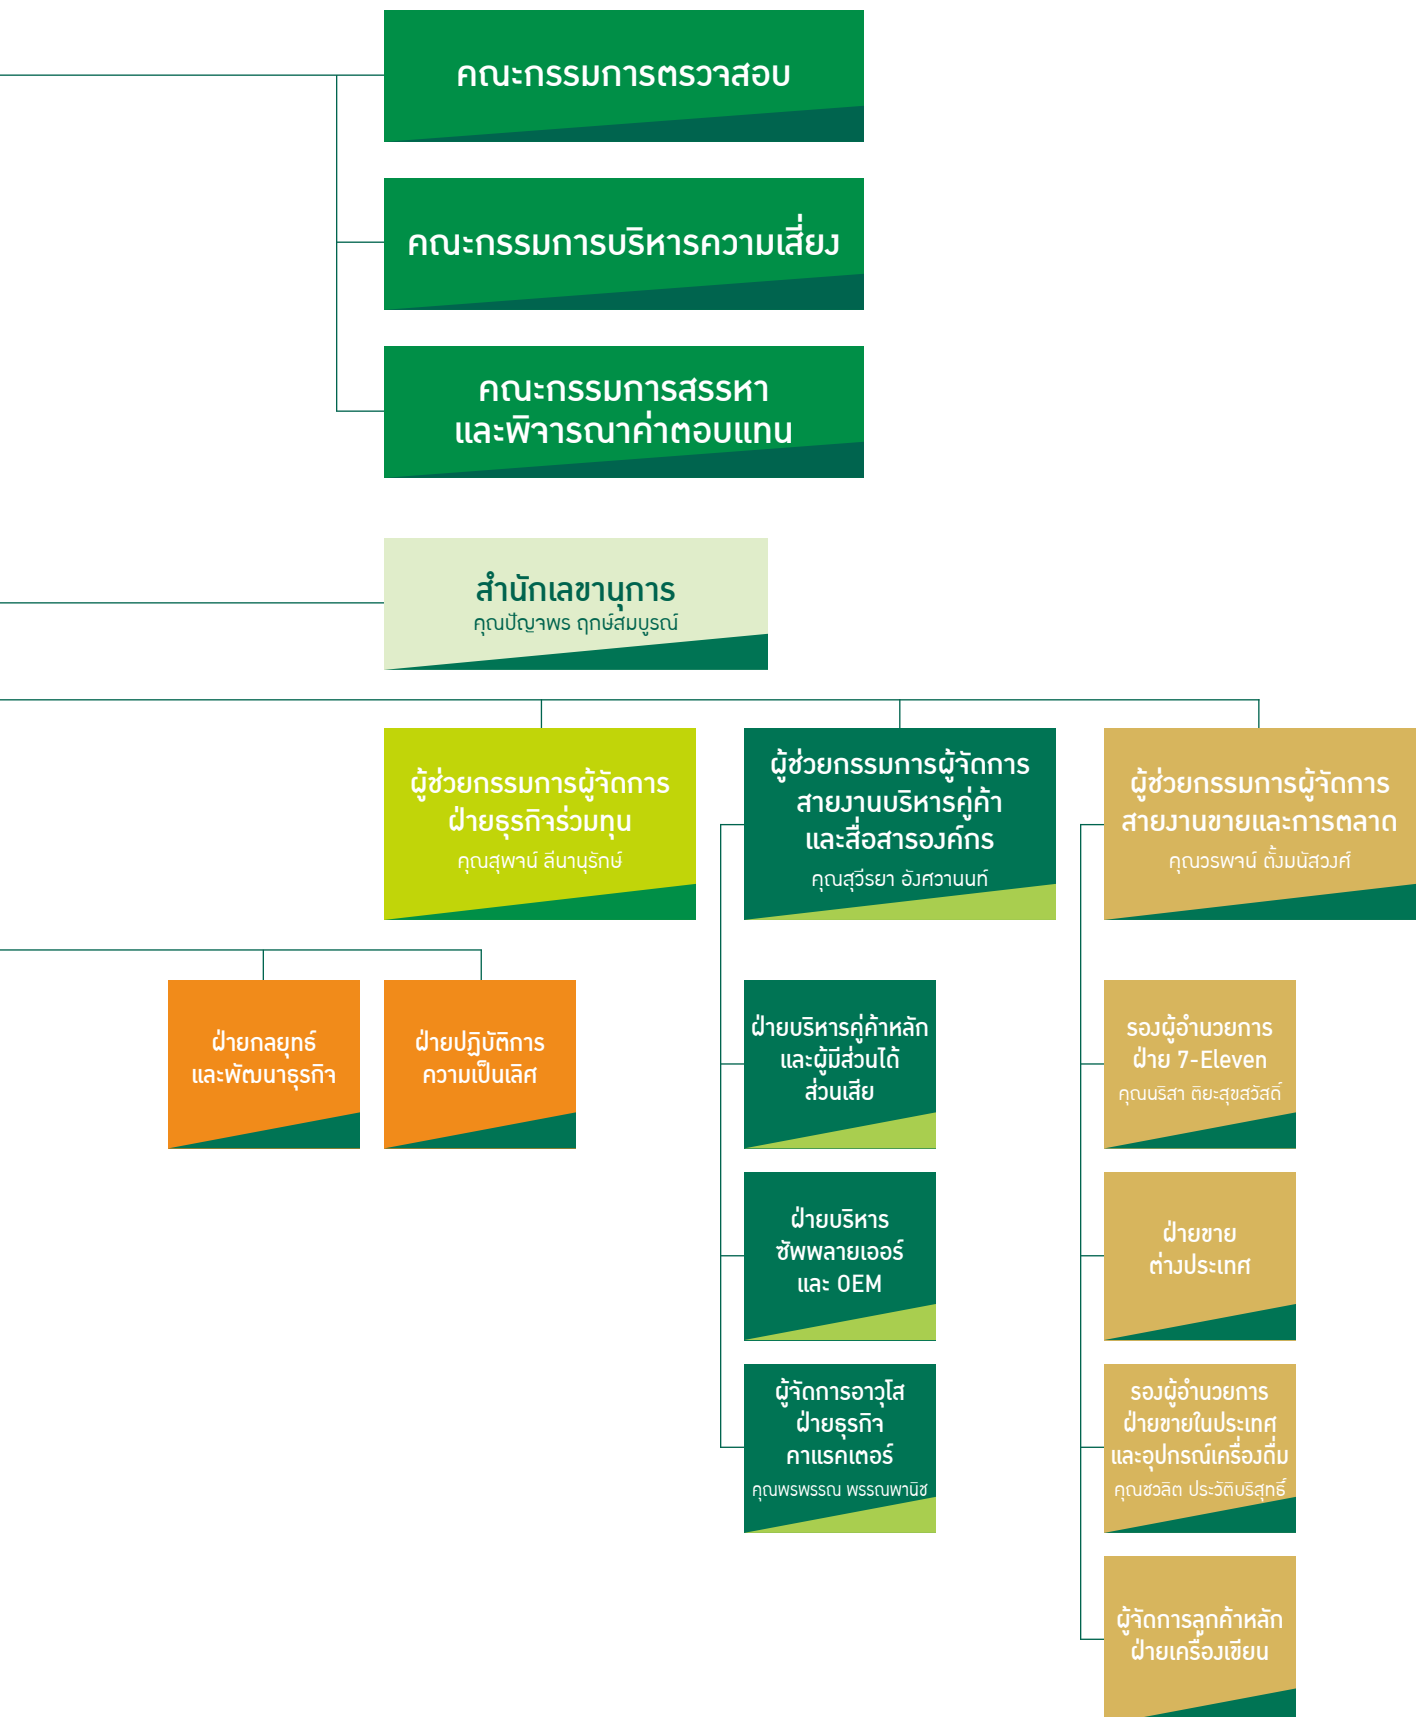 คณะกรรมการตรวจสอบ
คณะกรรมการบริหารความเสี่ยง
คณะกรรมการสรรหา
และพิจารณาค่าตอบแทน
สำนักเลขานุการ
คุณปัญจพร ฤกษ์สมบูรณ์
ผู้ช่วยกรรมการผู้จัดการ
ฝ่ายธุรกิจร่วมทุน
คุณสุพจน์ ลีนานุรักษ์
ผู้ช่วยกรรมการผู้จัดการ
สายงานบริหารคู่ค้า
และสื่อสารองค์กร
คุณสุวีรยา อังศวานนท์
ผู้ช่วยกรรมการผู้จัดการ
สายงานขายและการตลาด
คุณวรพจน์ ตั้งมนัสวงศ์
ฝ่ายกลยุทธ์
และพัฒนาธุรกิจ
ฝ่ายปฏิบัติการ
ความเป็นเลิศ
ฝ่ายบริหารคู่ค้าหลัก
และผู้มีส่วนได้
ส่วนเสีย
ฝ่ายบริหาร
ซัพพลายเออร์
และ OEM
ผู้จัดการอาวุโส
ฝ่ายธุรกิจ
คาแรคเตอร์
คุณพรพรรณ พรรณพานิช
รองผู้อำนวยการ
ฝ่าย 7-Eleven
คุณนริสา ติยะสุขสวัสดิ์
ฝ่ายขาย
ต่างประเทศ
รองผู้อำนวยการ
ฝ่ายขายในประเทศ
และอุปกรณ์เครื่องดื่ม
คุณชวลิต ประวัติบริสุทธิ์
ผู้จัดการลูกค้าหลัก
ฝ่ายเครื่องเขียน